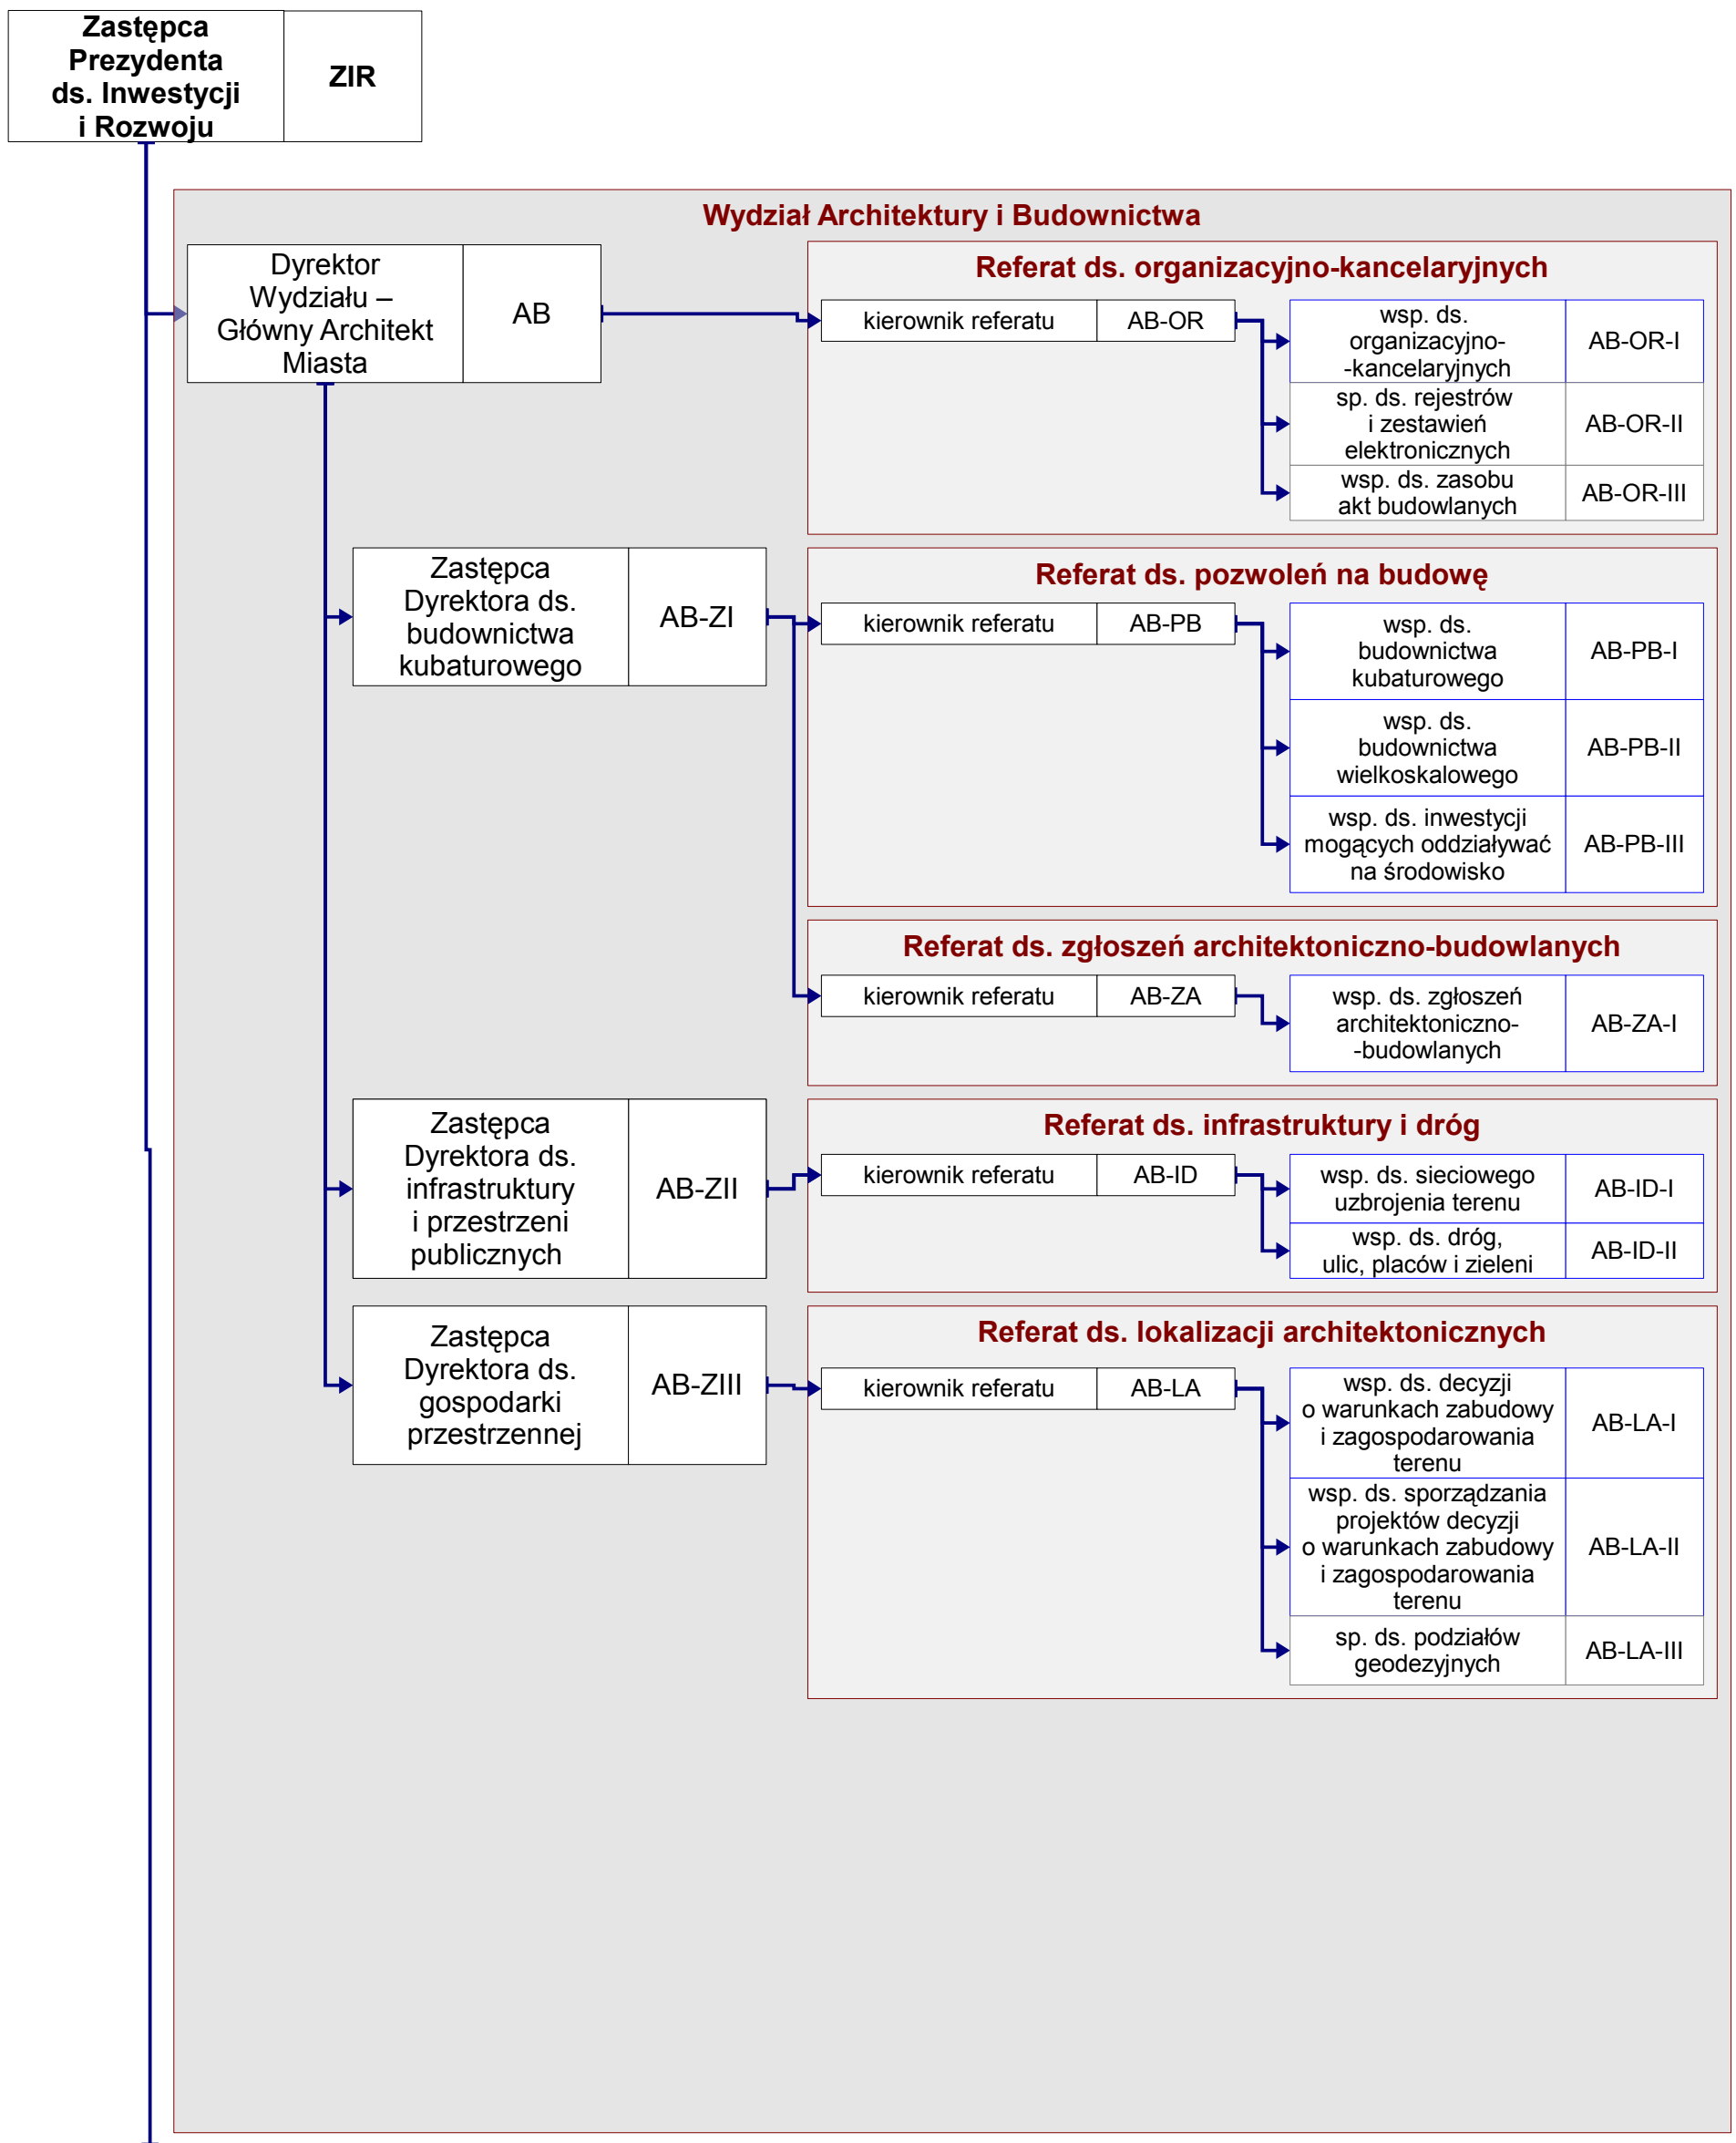 Zastępca
Prezydenta
ds. Inwestycji
i Rozwoju
ZIR
Wydział Architektury i Budownictwa
Dyrektor
Wydziału –
Główny Architekt
Miasta
AB
Referat ds. organizacyjno-kancelaryjnych
kierownik referatu
AB-OR
wsp. ds.
organizacyjno-
-kancelaryjnych
AB-OR-I
sp. ds. rejestrów
i zestawień
elektronicznych
AB-OR-II
wsp. ds. zasobu
akt budowlanych
AB-OR-III
Zastępca
Dyrektora ds.
budownictwa
kubaturowego
AB-ZI
Referat ds. pozwoleń na budowę
kierownik referatu
AB-PB
wsp. ds.
budownictwa
kubaturowego
AB-PB-I
wsp. ds.
budownictwa
wielkoskalowego
AB-PB-II
wsp. ds. inwestycji
mogących oddziaływać
na środowisko
AB-PB-III
Referat ds. zgłoszeń architektoniczno-budowlanych
kierownik referatu
AB-ZA
wsp. ds. zgłoszeń
architektoniczno-
-budowlanych
AB-ZA-I
Zastępca
Dyrektora ds.
infrastruktury
i przestrzeni
publicznych
AB-ZII
Referat ds. infrastruktury i dróg
kierownik referatu
AB-ID
wsp. ds. sieciowego
uzbrojenia terenu
AB-ID-I
wsp. ds. dróg,
ulic, placów i zieleni
AB-ID-II
Zastępca
Dyrektora ds.
gospodarki
przestrzennej
AB-ZIII
Referat ds. lokalizacji architektonicznych
kierownik referatu
AB-LA
wsp. ds. decyzji
o warunkach zabudowy
i zagospodarowania
terenu
AB-LA-I
wsp. ds. sporządzania
projektów decyzji
o warunkach zabudowy
i zagospodarowania
terenu
AB-LA-II
sp. ds. podziałów
geodezyjnych
AB-LA-III